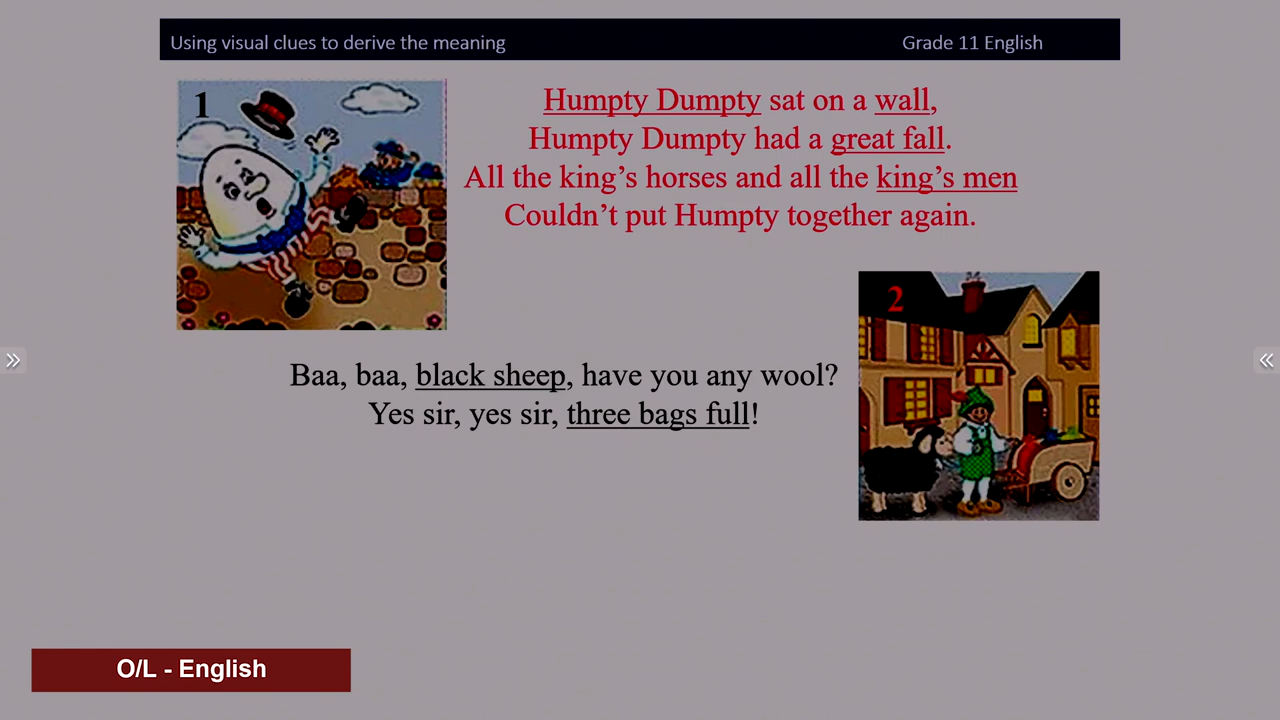 Using visual clues to derive the meaning
Grade 11 English
1
Humpty Dumpty sat on a wall,
Humpty Dumpty had a great fall.
All the king’s horses and all the king’s men
Couldn’t put Humpty together again.
2
Baa, baa, black sheep, have you any wool?
Yes sir, yes sir, three bags full!
O/L - English